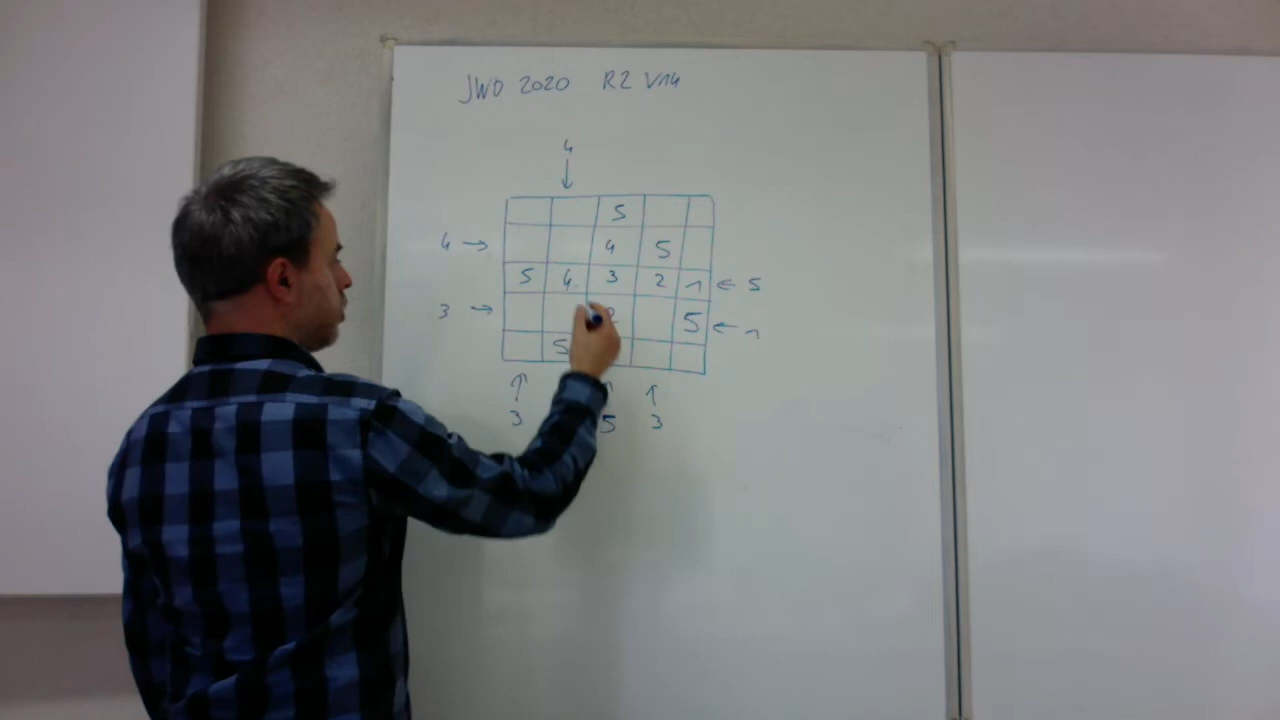 JWO 2020 R2 V14
4
↓
5
4 → 4 5
5 4 3 2 1 ← 5
3 → 2 5 ← 1
5
↑ ↑ ↑
3 5 3